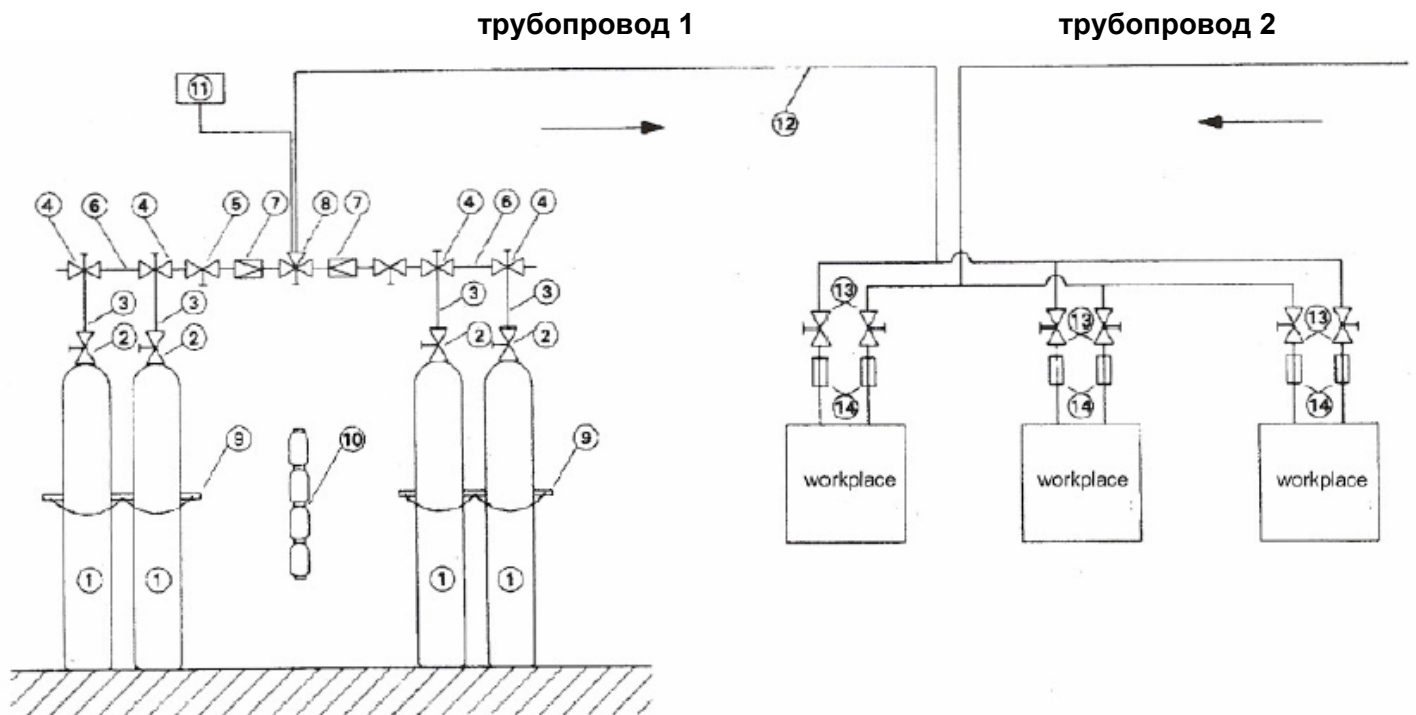 трубопровод 1 трубопровод 2
11
12
4 6 4 5 7 8 7 4 6 4
3 3 3 3
13 13 13
2 2 2 2
14 14 14
9 10 9
workplace workplace workplace
1 1 1 1